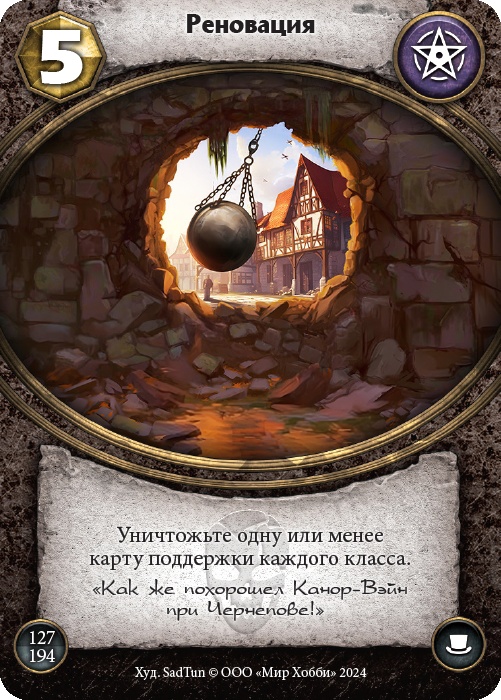 Реновация
5
Уничтожьте одну или менее
карту поддержки каждого класса.
«Как же похорошел Канор-Вэйн
при Чернепове!»
127
194
Худ. SadTun © ООО «Мир Хобби» 2024